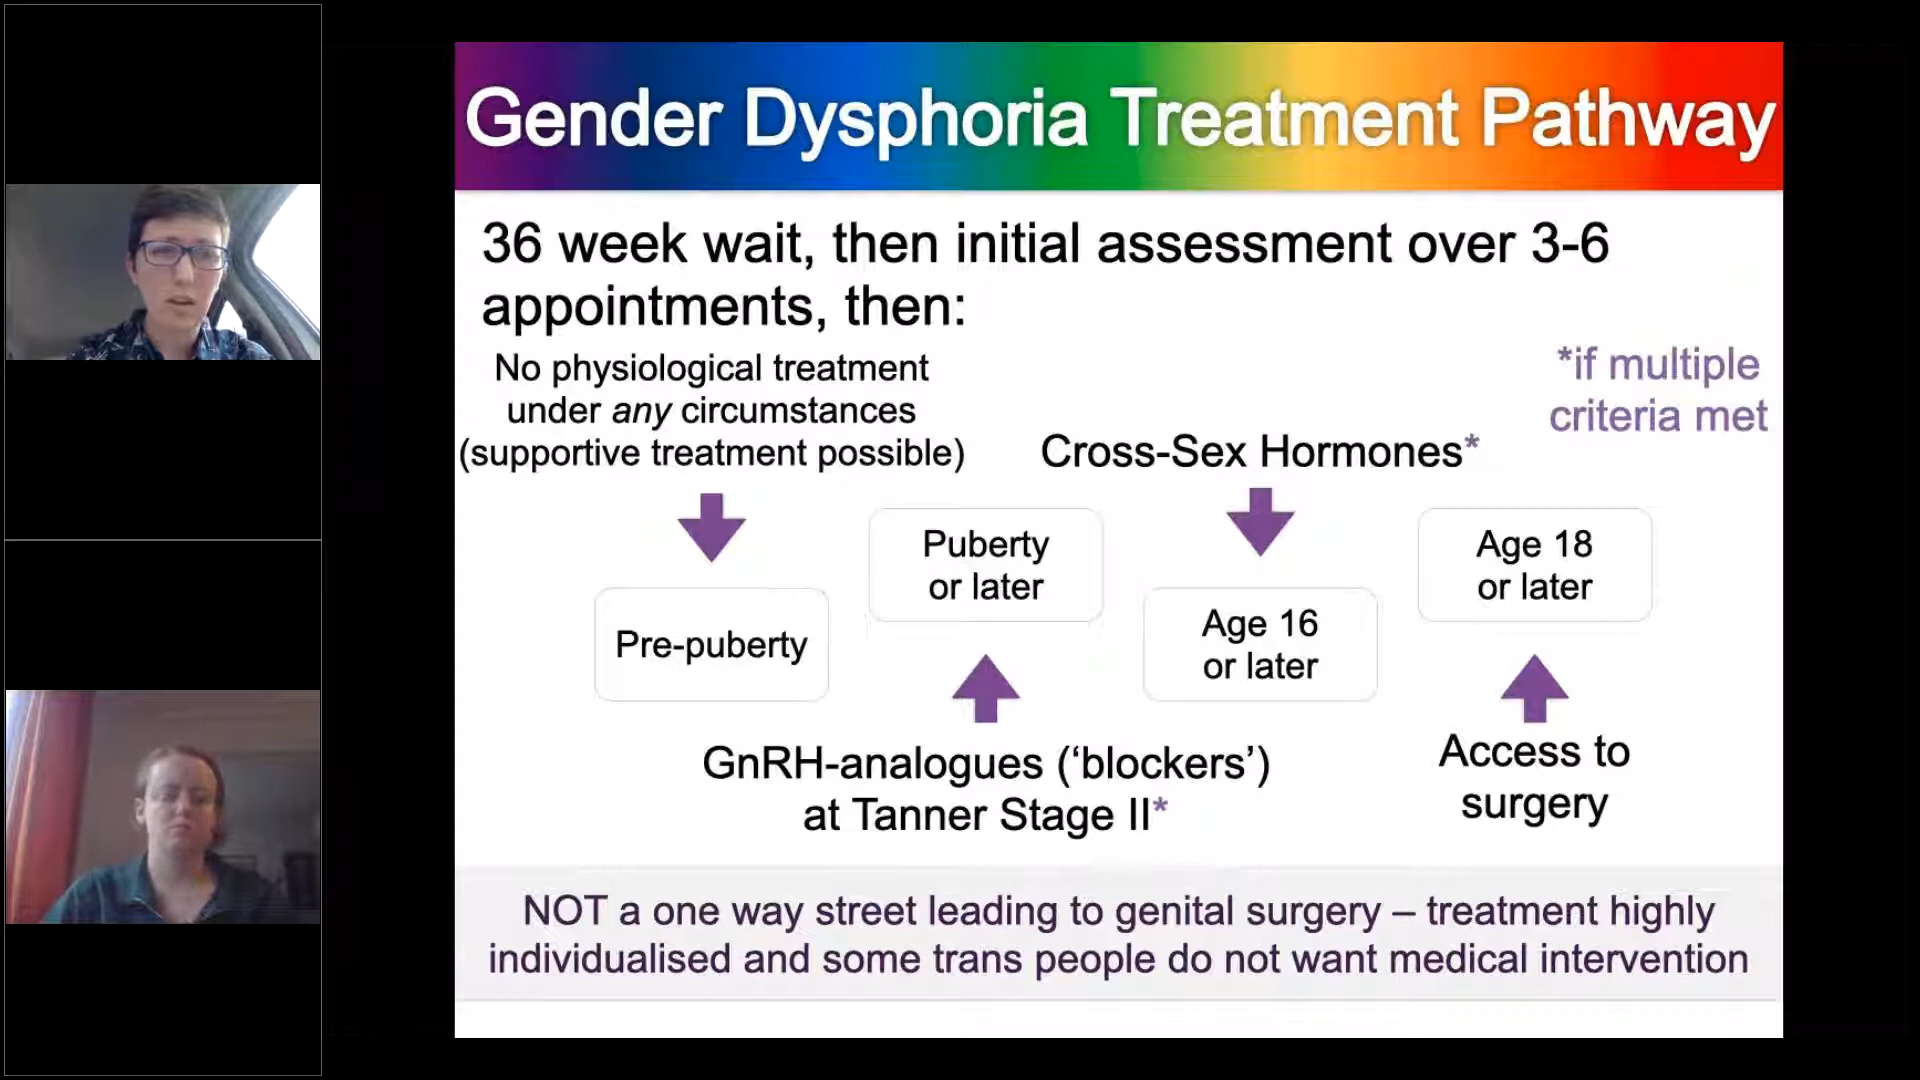 Gender Dysphoria Treatment Pathway
36 week wait, then initial assessment over 3-6
appointments, then:
No physiological treatment
under any circumstances
(supportive treatment possible)
*if multiple
criteria met
Cross-Sex Hormones*
Puberty
or later
Age 18
or later
Pre-puberty
Age 16
or later
GnRH-analogues (‘blockers’)
at Tanner Stage II*
Access to
surgery
NOT a one way street leading to genital surgery – treatment highly
individualised and some trans people do not want medical intervention